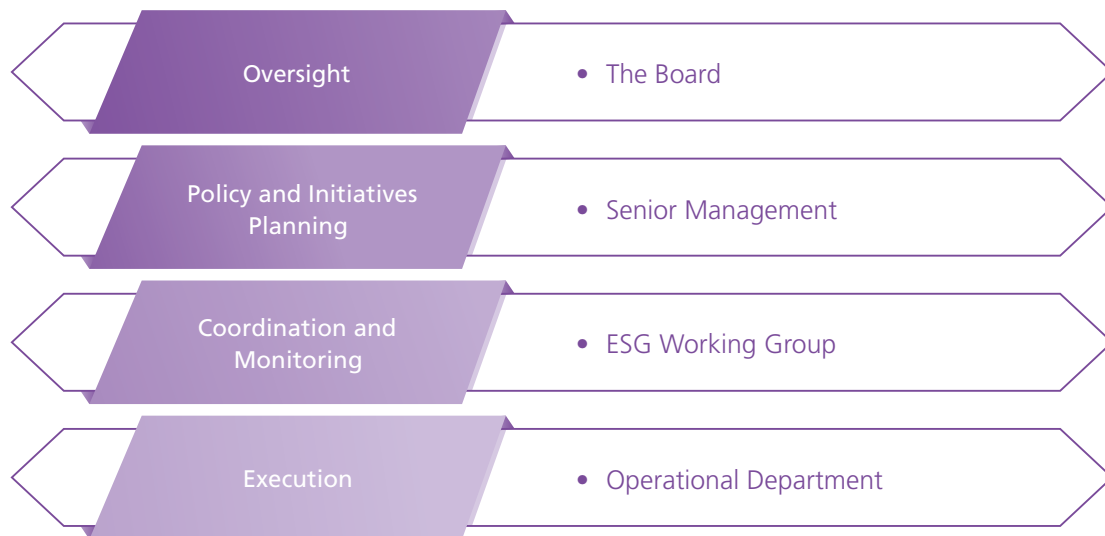 Oversight
• The Board
Policy and Initiatives
Planning
• Senior Management
Coordination and
Monitoring
• ESG Working Group
Execution
• Operational Department